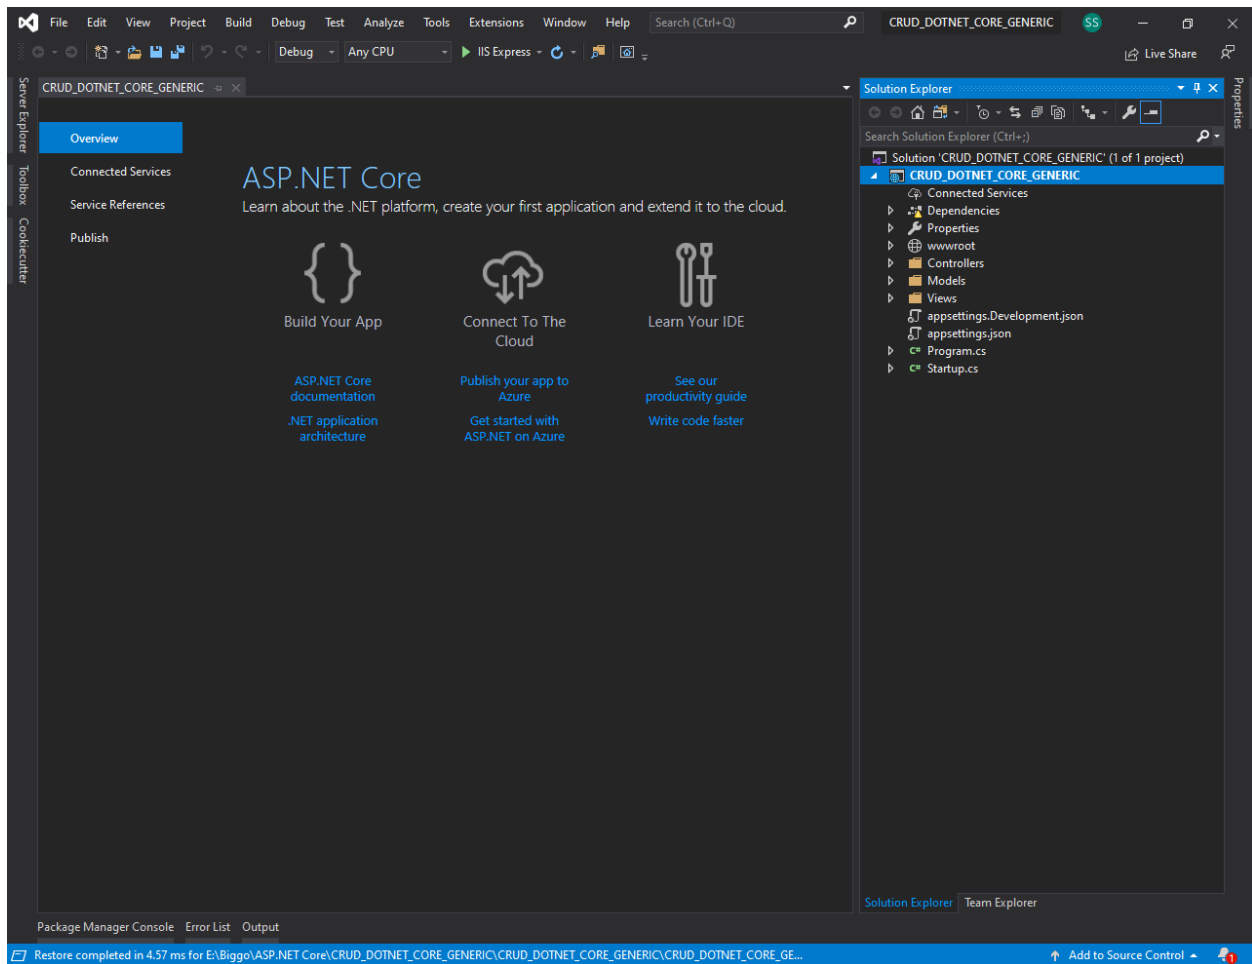 File Edit View Project Build Debug Test Analyze Tools Extensions Window Help Search (Ctrl+Q) CRUD_DOTNET_CORE_GENERIC SS
Debug Any CPU IIS Express Live Share
Server Explorer
Toolbox
Cookiecutter
CRUD_DOTNET_CORE_GENERIC
Overview
Connected Services
Service References
Publish
ASP.NET Core
Learn about the .NET platform, create your first application and extend it to the cloud.
Build Your App
Connect To The
Cloud
Learn Your IDE
ASP.NET Core
documentation
.NET application
architecture
Publish your app to
Azure
Get started with
ASP.NET on Azure
See our
productivity guide
Write code faster
Solution Explorer
Search Solution Explorer (Ctrl+;)
Solution 'CRUD_DOTNET_CORE_GENERIC' (1 of 1 project)
CRUD_DOTNET_CORE_GENERIC
Connected Services
Dependencies
Properties
wwwroot
Controllers
Models
Views
appsettings.Development.json
appsettings.json
C# Program.cs
C# Startup.cs
Solution Explorer Team Explorer
Properties
Package Manager Console Error List Output
Restore completed in 4.57 ms for E:\Biggo\ASP.NET Core\CRUD_DOTNET_CORE_GENERIC\CRUD_DOTNET_CORE_GENERIC\CRUD_DOTNET_CORE_GE... Add to Source Control 1